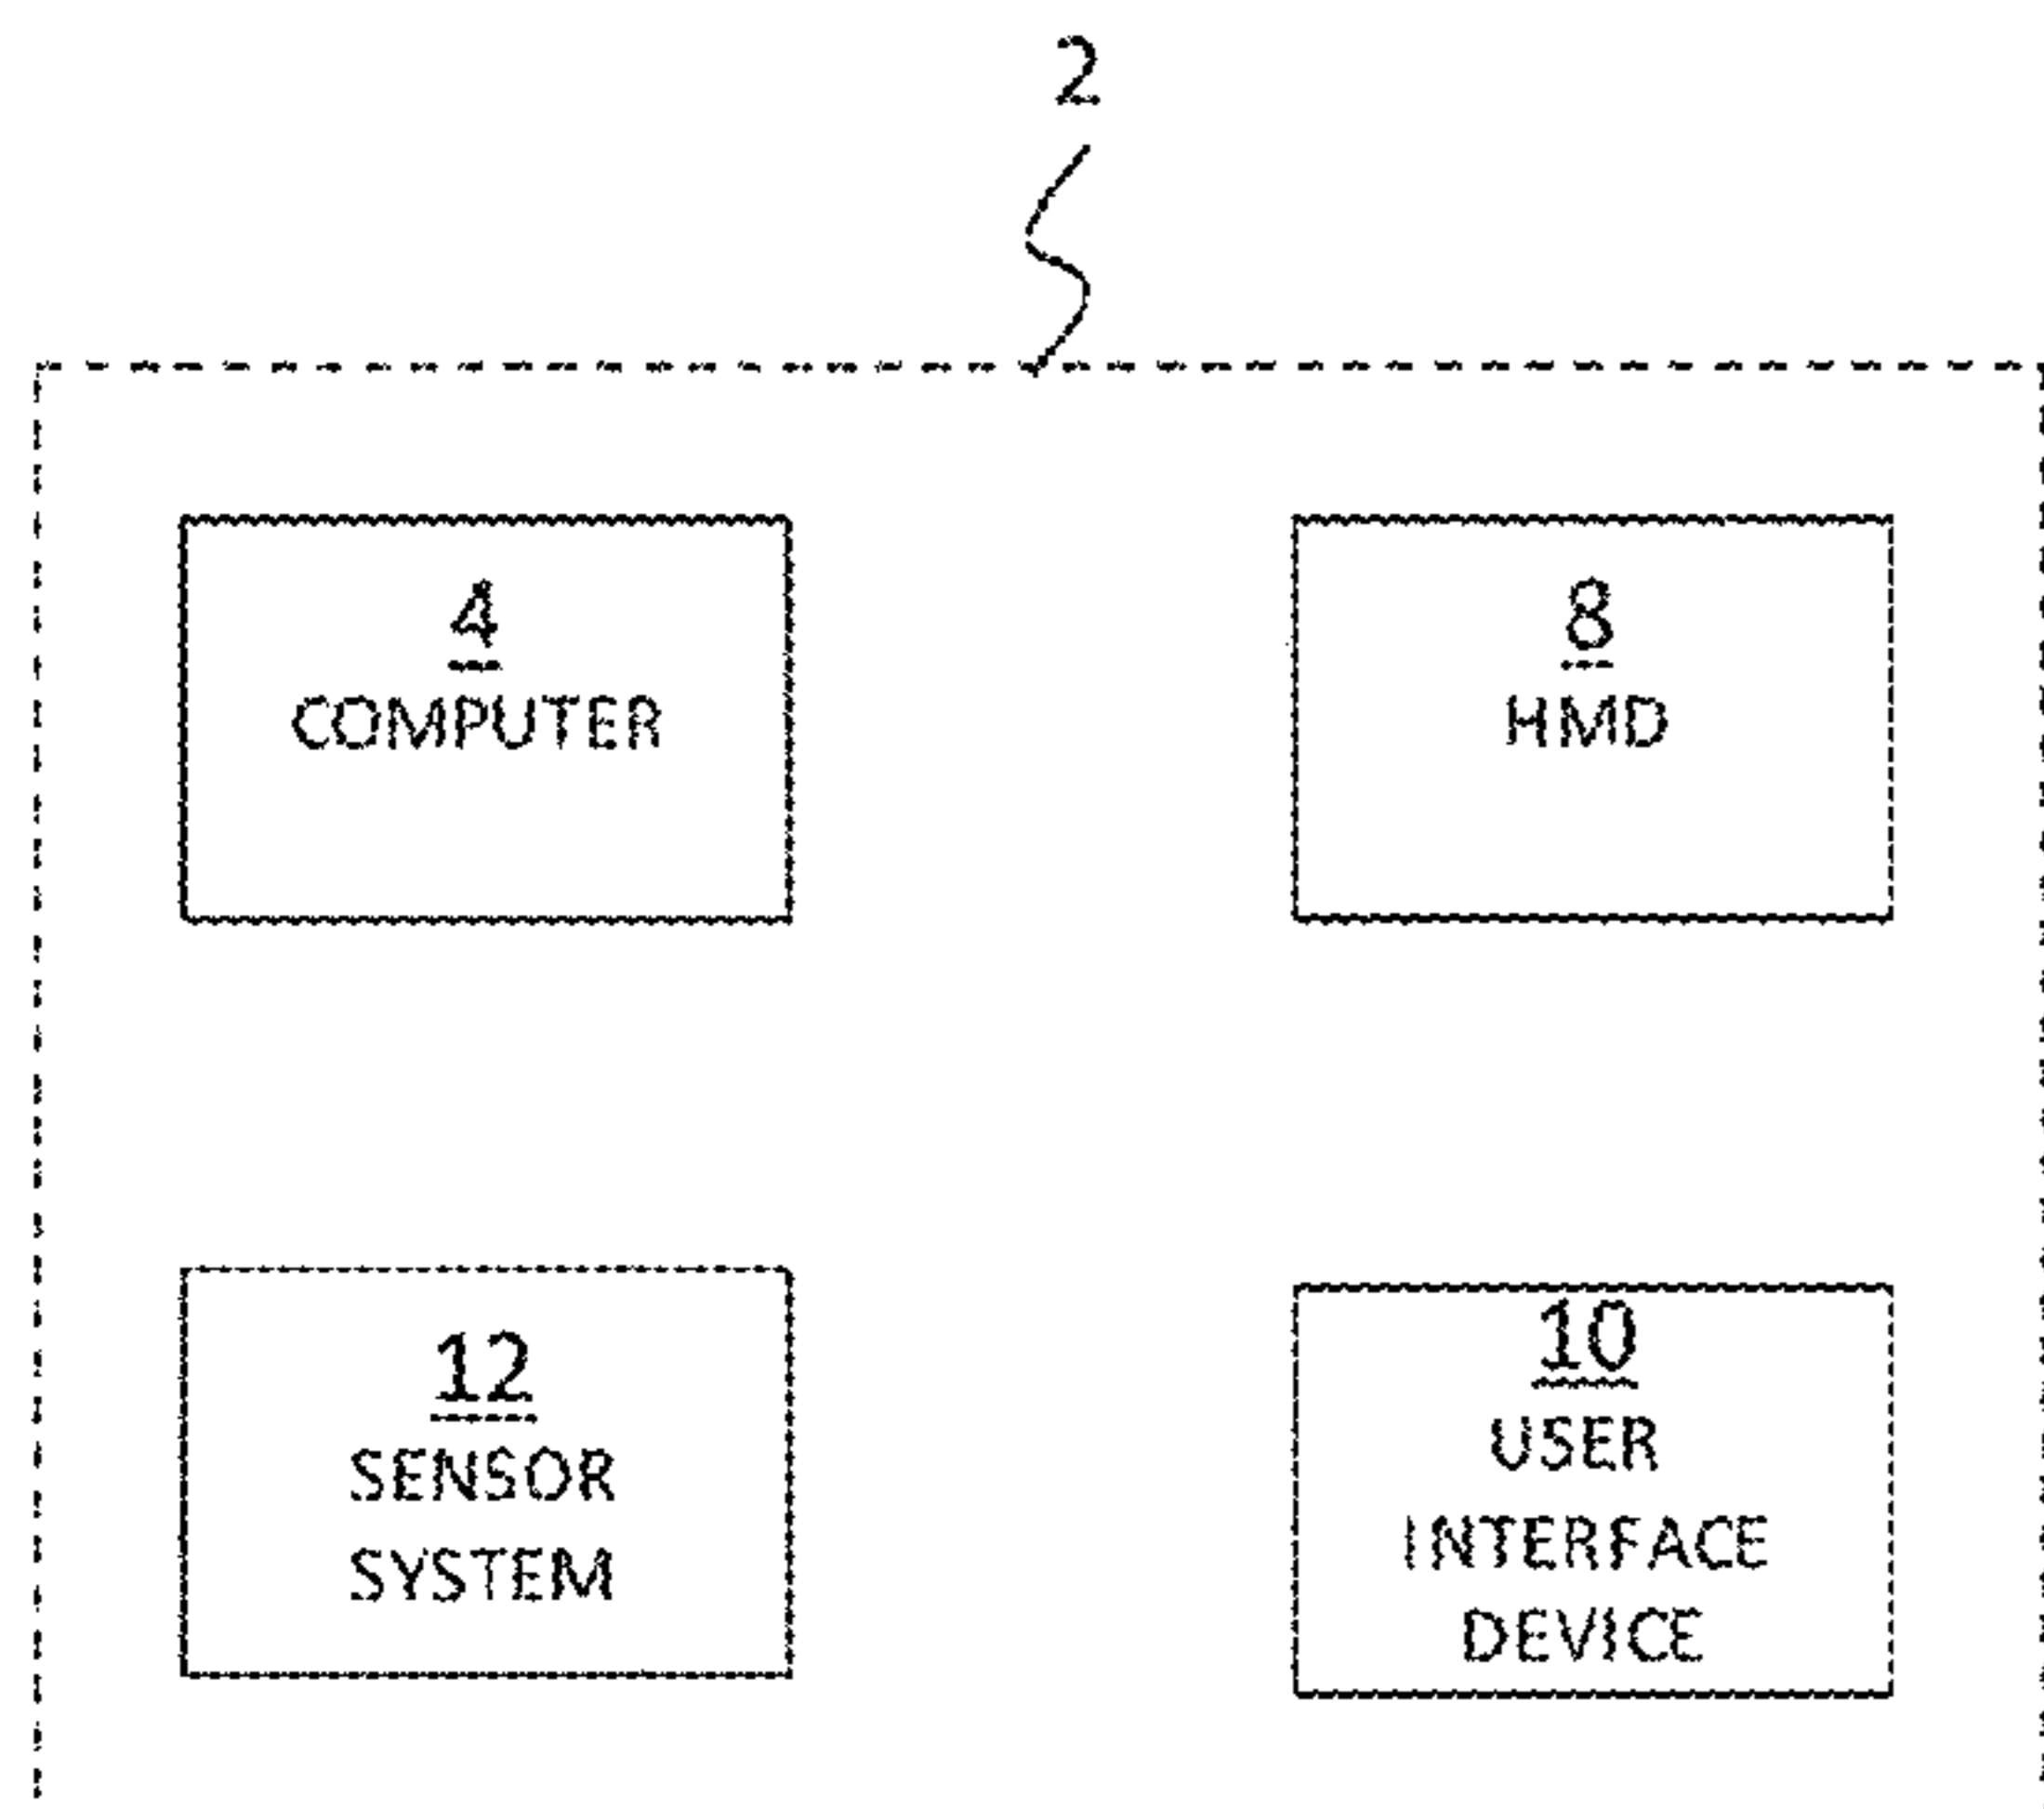 2
4
COMPUTER
8
HMD
12
SENSOR
SYSTEM
10
USER
INTERFACE
DEVICE